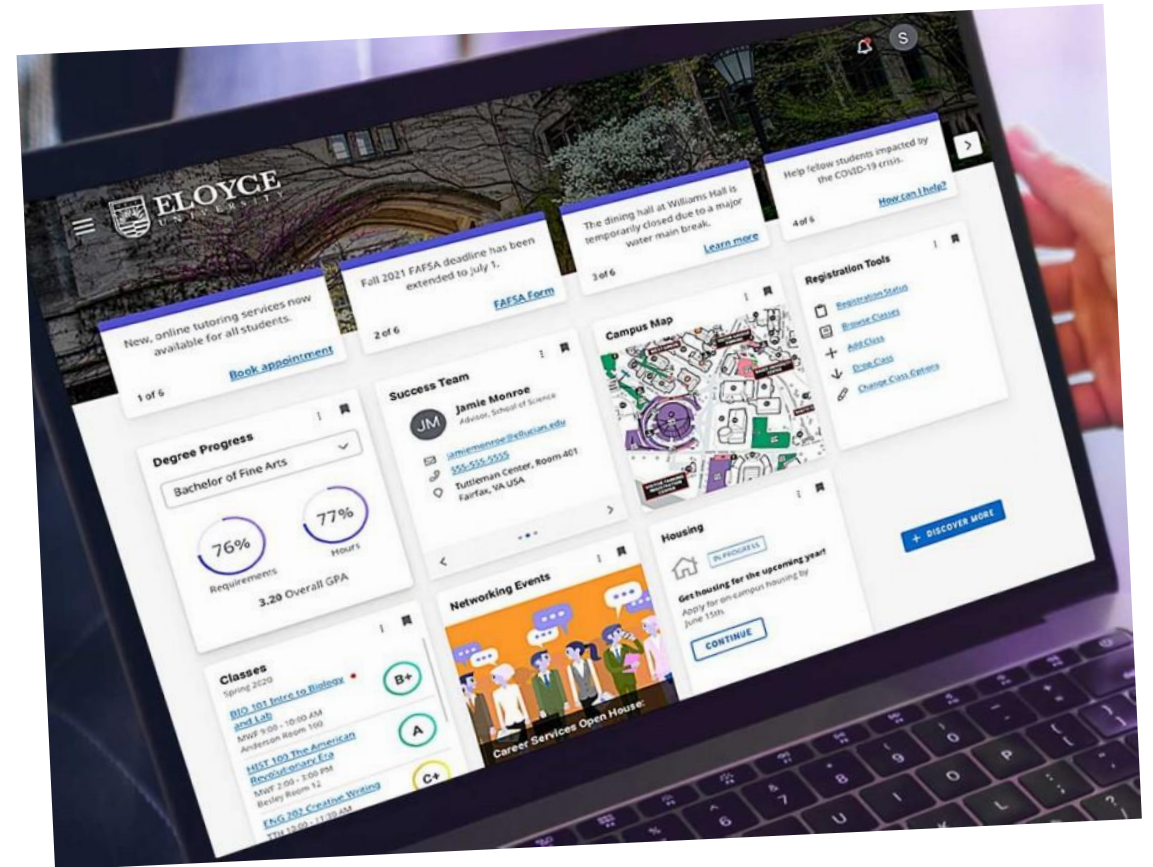 S
ELOYCE
UNIVERSITY
New, online tutoring services now
available for all students.
Book appointment
1 of 6
Fall 2021 FAFSA deadline has been
extended to July 1.
FAFSA Form
2 of 6
The dining hall at Williams Hall is
temporarily closed due to a major
water main break.
Learn more
3 of 6
Help fellow students impacted by
the COVID-19 crisis.
How can I help?
4 of 6
Degree Progress
Bachelor of Fine Arts
76%
Requirements
77%
Hours
3.20 Overall GPA
Success Team
JM
Jamie Monroe
Advisor, School of Science
jamiemonroe@ellucian.edu
555-555-5555
Tuttleman Center, Room 401
Fairfax, VA USA
Campus Map
Registration Tools
Registration Status
Browse Classes
Add Class
Drop Class
Change Class Options
Classes
Spring 2020
BIO 101 Intro to Biology
and Lab
MWF 9:00 - 10:00 AM
Anderson Room 100
B+
HIST 100 The American
Revolutionary Era
MWF 2:00 - 3:00 PM
Besley Room 12
A
ENG 202 Creative Writing
TTH 10:00 - 11:30 AM
C+
Networking Events
Career Services Open House:
Housing
IN PROGRESS
Get housing for the upcoming year!
Apply for on-campus housing by
June 15th.
CONTINUE
+ DISCOVER MORE